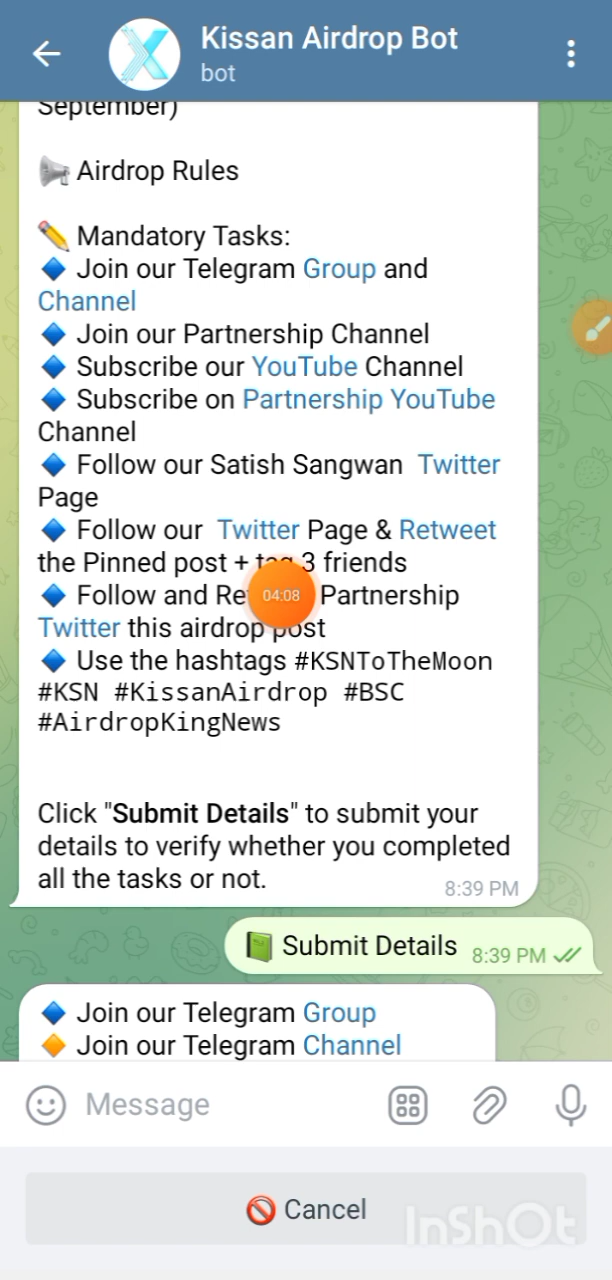 Kissan Airdrop Bot
bot
September)
📢 Airdrop Rules
✏️ Mandatory Tasks:
🔷 Join our Telegram Group and
Channel
🔷 Join our Partnership Channel
🔷 Subscribe our YouTube Channel
🔷 Subscribe on Partnership YouTube
Channel
🔷 Follow our Satish Sangwan Twitter
Page
🔷 Follow our Twitter Page & Retweet
the Pinned post + tag 3 friends
🔷 Follow and Re Partnership
04:08
Twitter this airdrop post
🔷 Use the hashtags #KSNToTheMoon
#KSN #KissanAirdrop #BSC
#AirdropKingNews
Click "Submit Details" to submit your
details to verify whether you completed
all the tasks or not.
8:39 PM
📗 Submit Details 8:39 PM
🔷 Join our Telegram Group
🔶 Join our Telegram Channel
Message
🚫 Cancel
InShOt